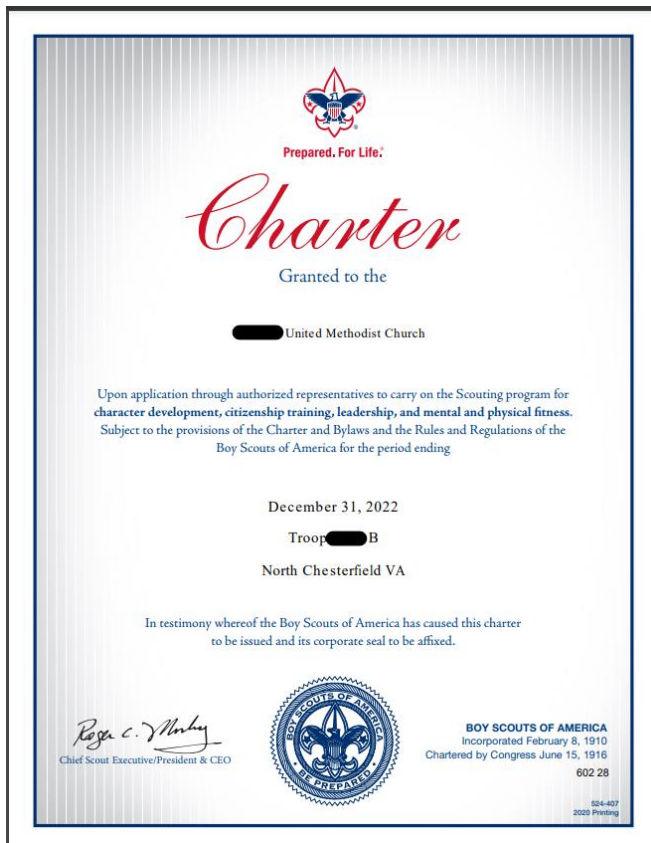 Prepared. For Life.®
Charter
Granted to the
United Methodist Church
Upon application through authorized representatives to carry on the Scouting program for
character development, citizenship training, leadership, and mental and physical fitness.
Subject to the provisions of the Charter and Bylaws and the Rules and Regulations of the
Boy Scouts of America for the period ending
December 31, 2022
Troop B
North Chesterfield VA
In testimony whereof the Boy Scouts of America has caused this charter
to be issued and its corporate seal to be affixed.
Roger C. Mosby
Chief Scout Executive/President & CEO
BOY SCOUTS OF AMERICA
• BE PREPARED •
BOY SCOUTS OF AMERICA
Incorporated February 8, 1910
Chartered by Congress June 15, 1916
602 28
524-407
2020 Printing